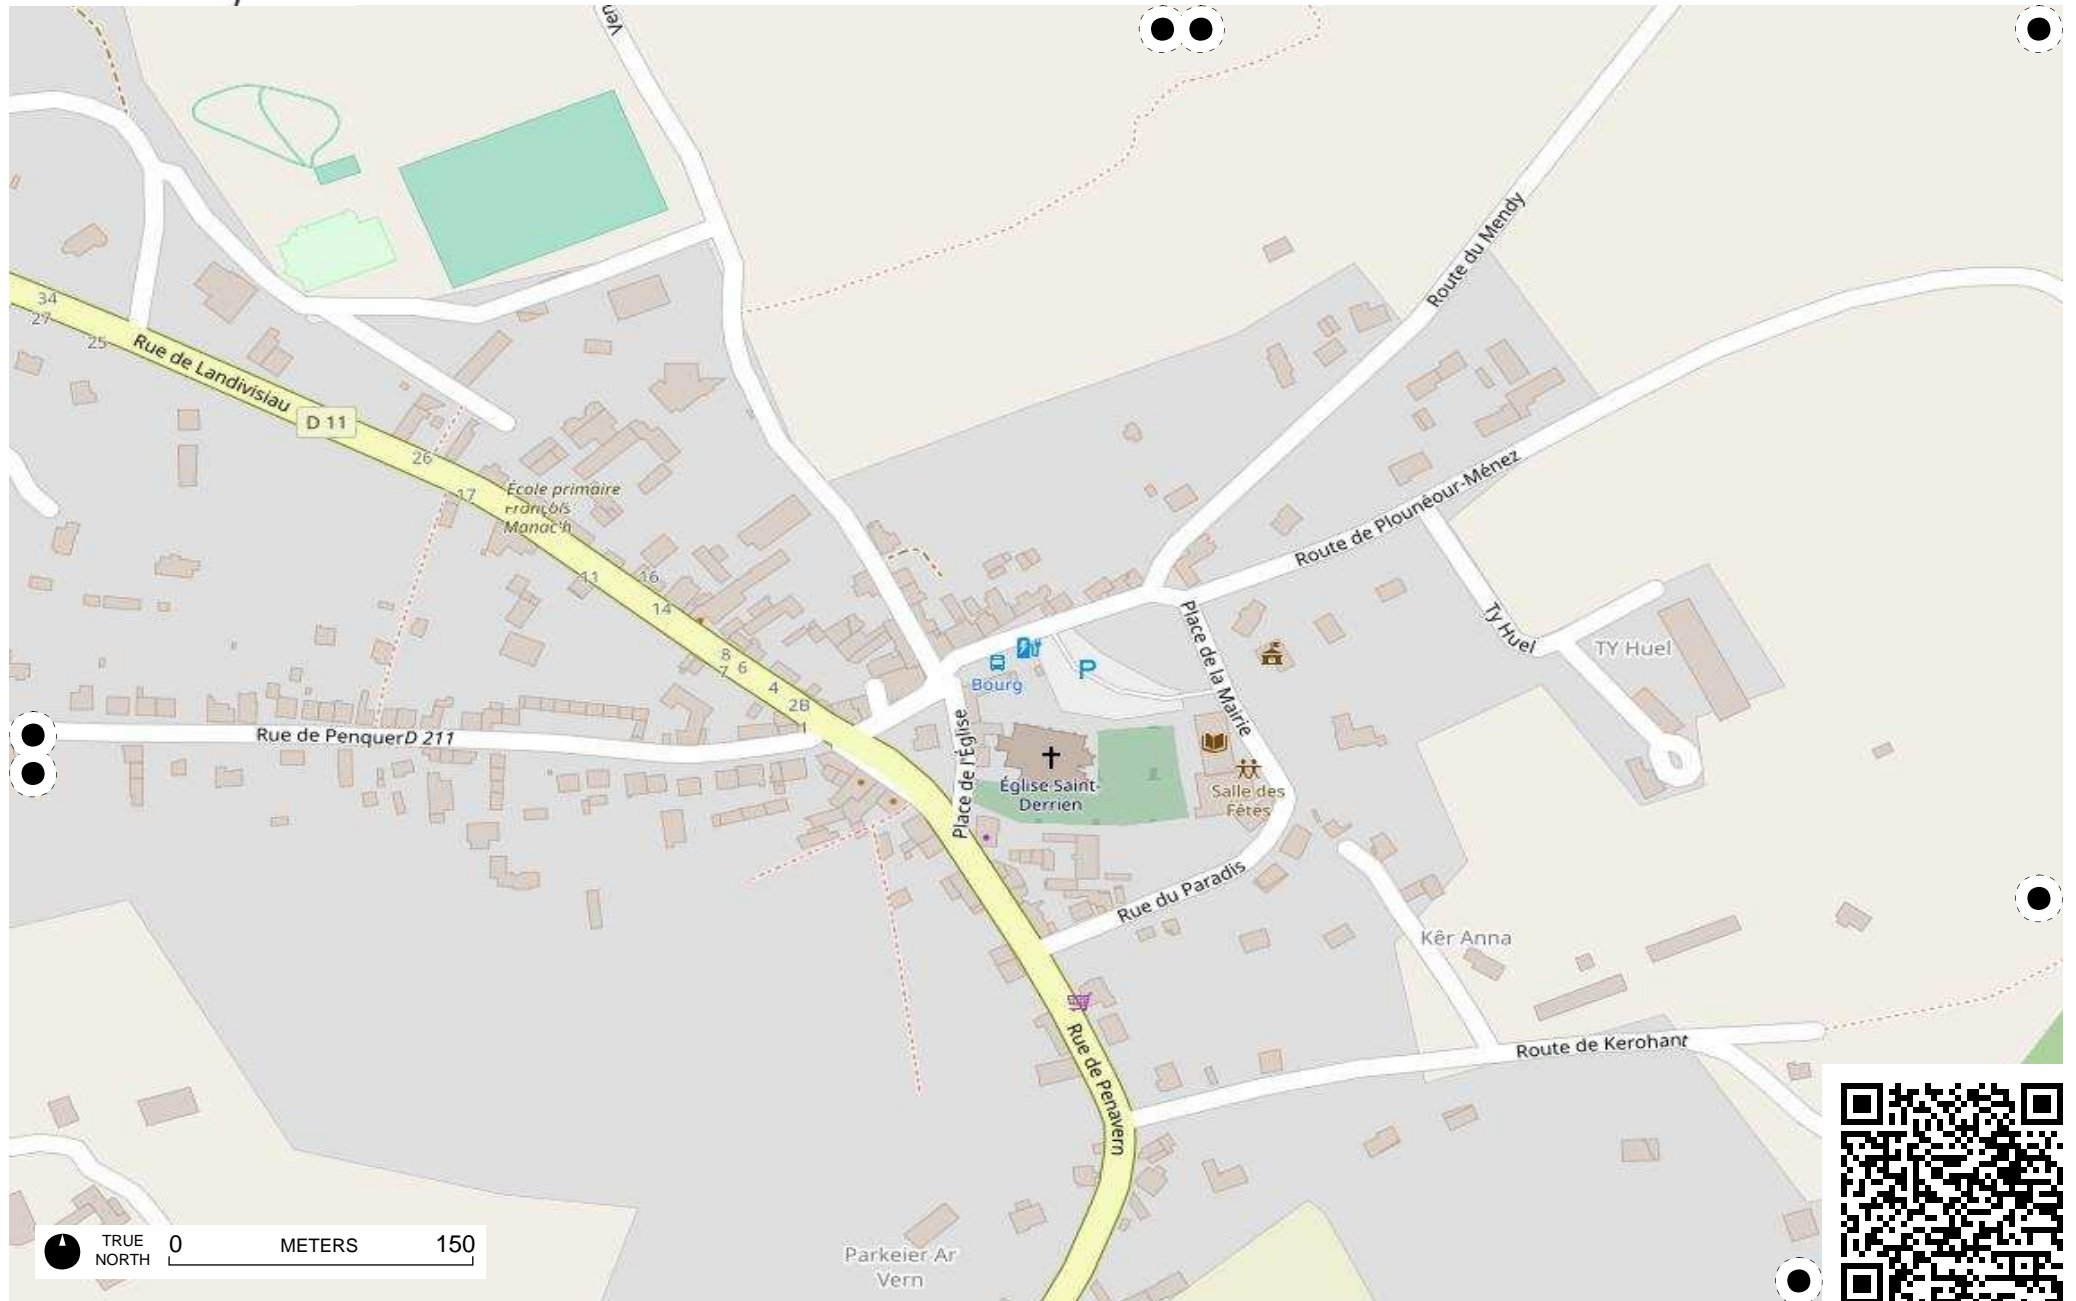 Ven
Route du Mendy
34
27
25
Rue de Landivisiau
D 11
26
17
École primaire
François
Manac'h
Route de Plounéour-Ménez
11
16
14
Place de la Mairie
Ty Huel
TY Huel
8
6
7
4
2B
1
Bourg
P
Rue de Penquer
D 211
Place de l'Église
Église Saint-
Derrien
Salle des
Fêtes
Rue du Paradis
Kêr Anna
Rue de Penavern
Route de Kerohant
Parkeier Ar
Vern
TRUE
NORTH
0 METERS 150